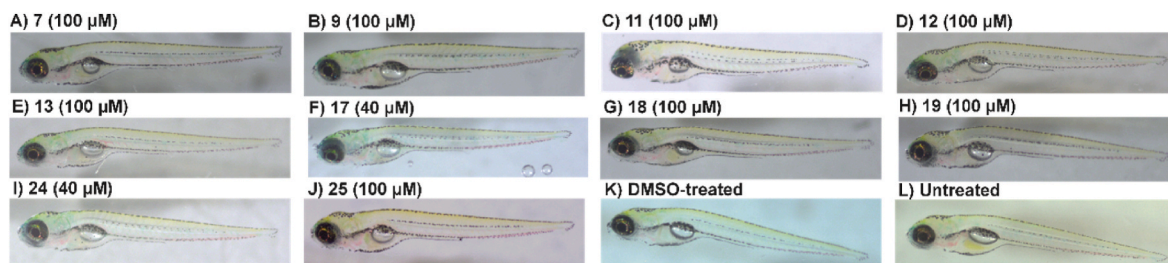 A) 7 (100 µM)
B) 9 (100 µM)
C) 11 (100 µM)
D) 12 (100 µM)
E) 13 (100 µM)
F) 17 (40 µM)
G) 18 (100 µM)
H) 19 (100 µM)
I) 24 (40 µM)
J) 25 (100 µM)
K) DMSO-treated
L) Untreated